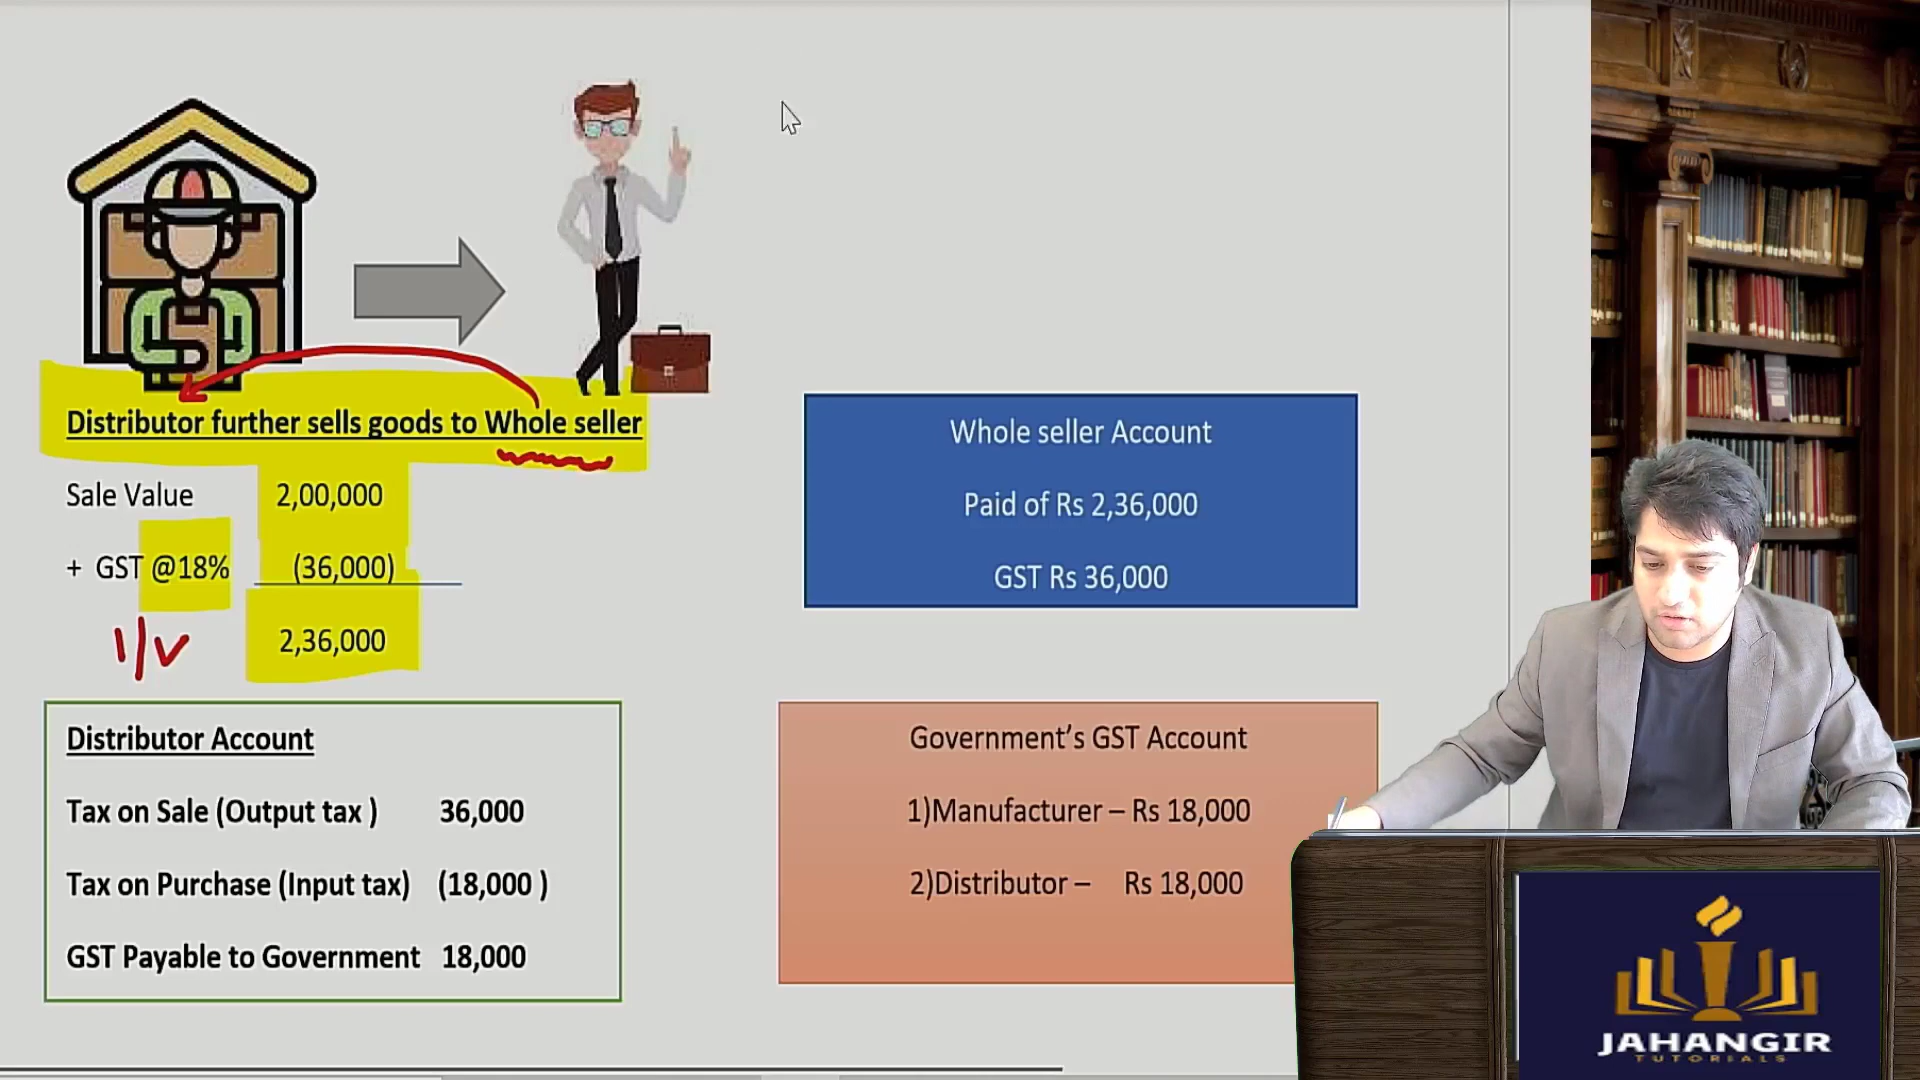 Distributor further sells goods to Whole seller
Sale Value 2,00,000
+ GST @18% (36,000)
I/V 2,36,000
Distributor Account
Tax on Sale (Output tax ) 36,000
Tax on Purchase (Input tax) (18,000 )
GST Payable to Government 18,000
Whole seller Account
Paid of Rs 2,36,000
GST Rs 36,000
Government’s GST Account
1)Manufacturer – Rs 18,000
2)Distributor – Rs 18,000
JAHANGIR
TUTORIALS